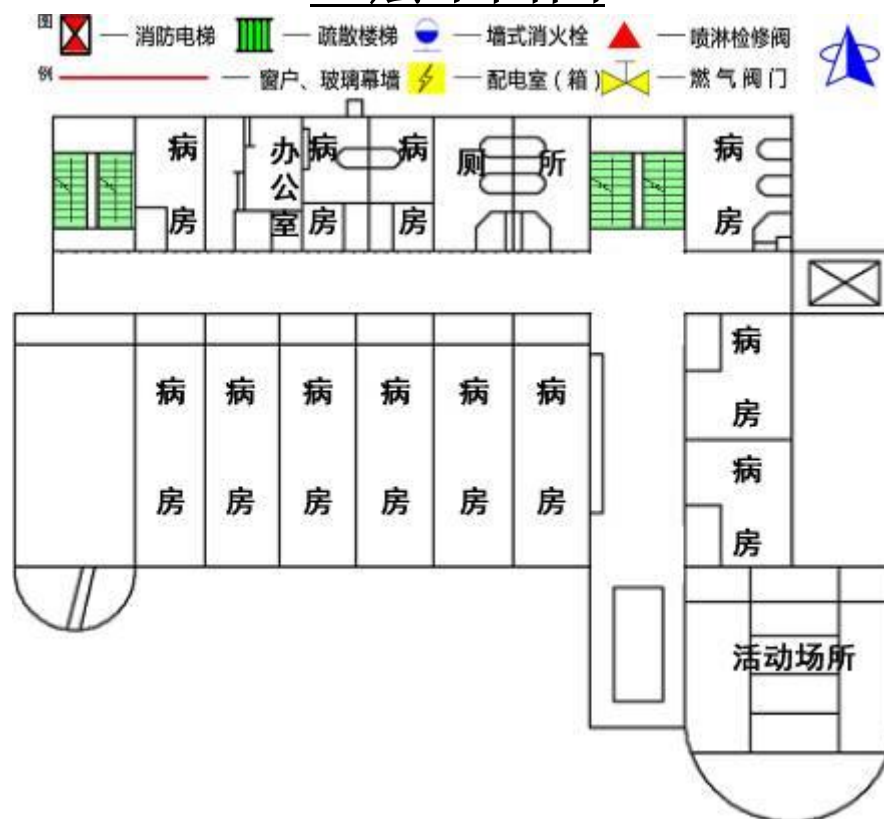 图 消防电梯 疏散楼梯 墙式消火栓 喷淋检修阀
例 窗户、玻璃幕墙 配电室(箱) 燃气阀门
病房 办公室 病房 病房 厕所 病房
病房 病房 病房 病房 病房 病房 病房
病房
活动场所